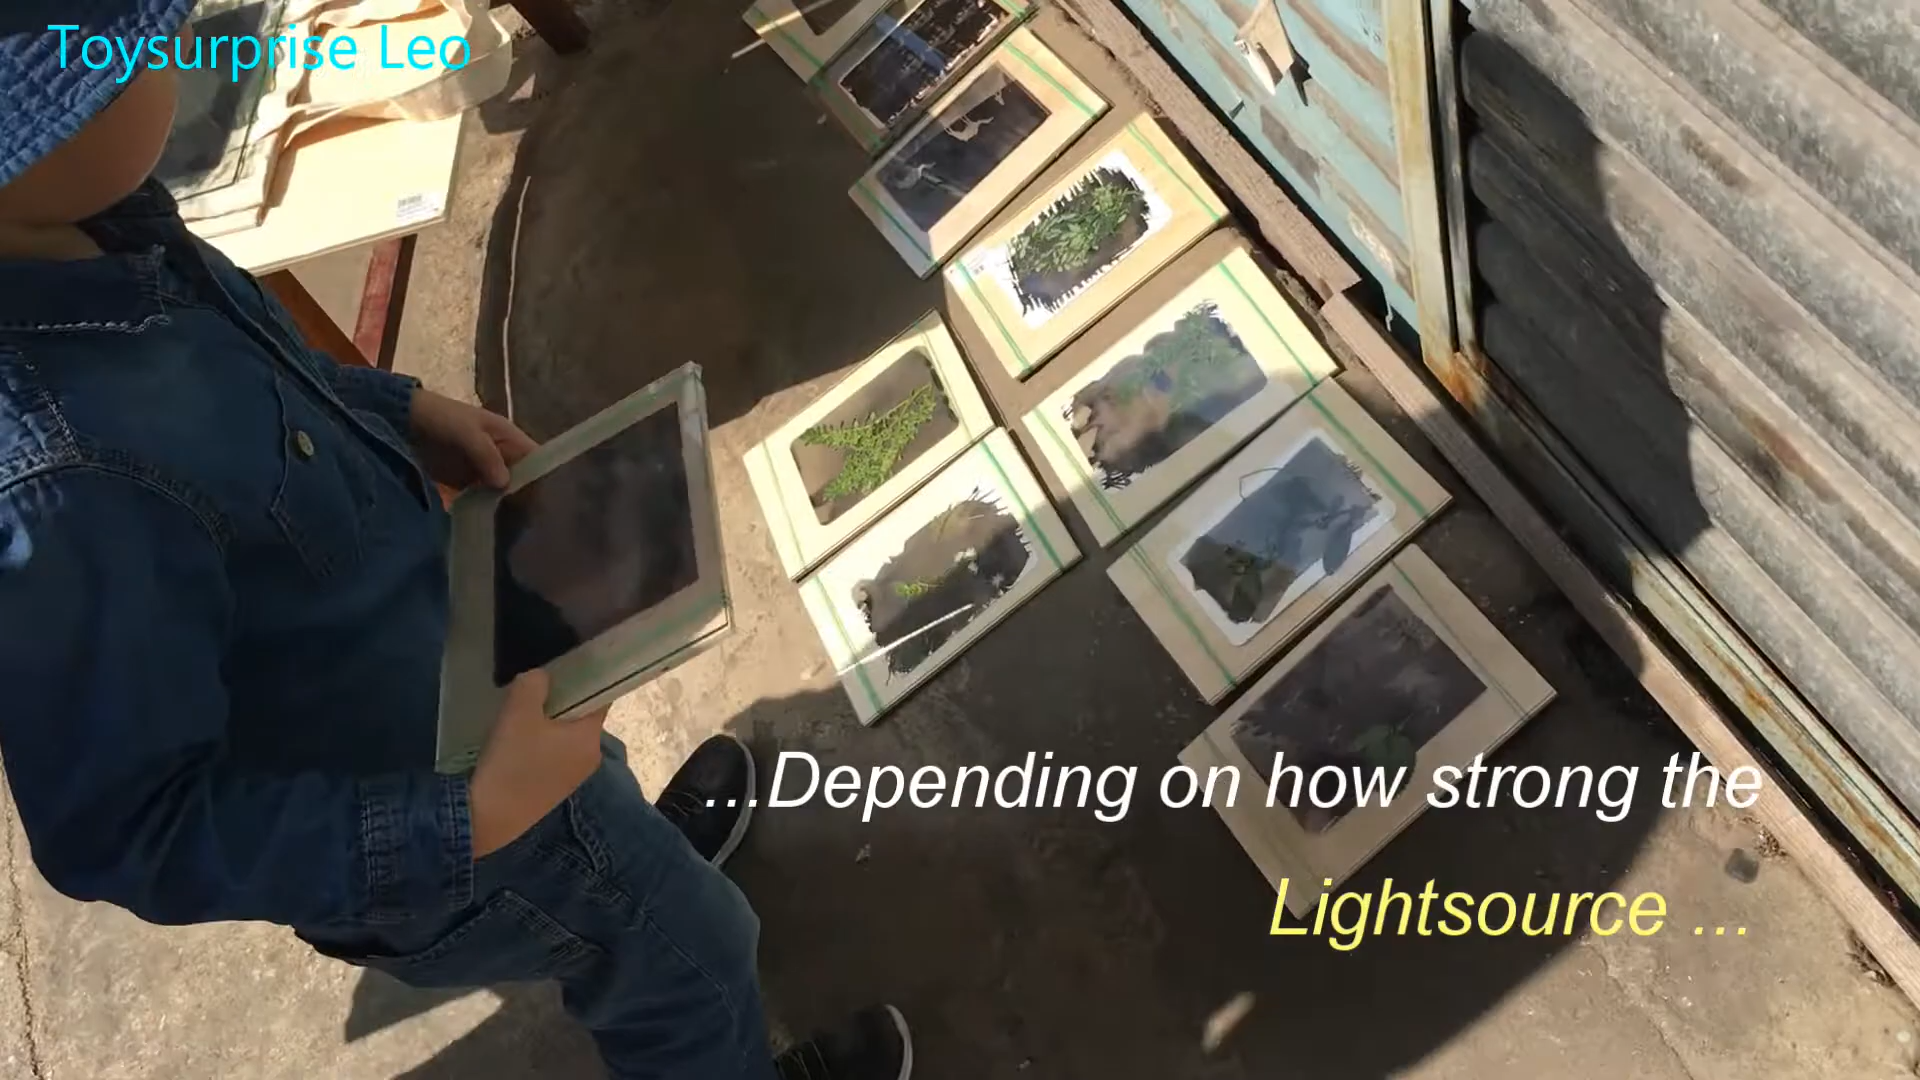 Toysurprise Leo
...Depending on how strong the
Lightsource ...